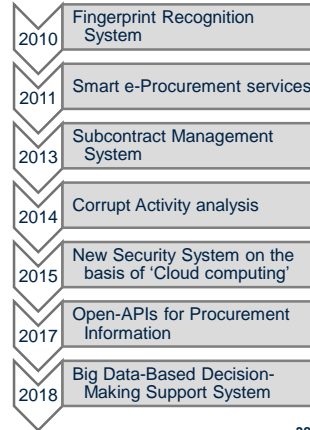 2010
Fingerprint Recognition
System
2011
Smart e-Procurement services
2013
Subcontract Management
System
2014
Corrupt Activity analysis
2015
New Security System on the
basis of ‘Cloud computing’
2017
Open-APIs for Procurement
Information
2018
Big Data-Based Decision-
Making Support System